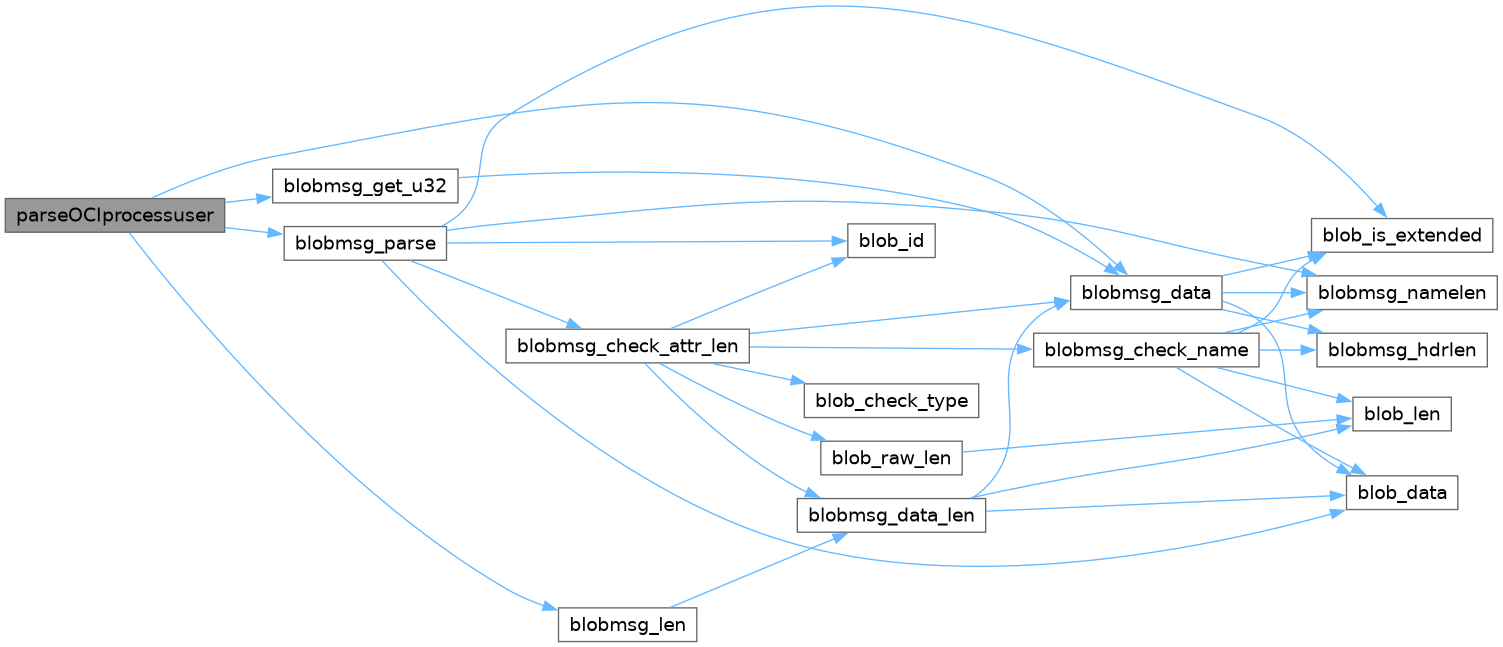 parseOCIprocessuser
blobmsg_get_u32
blobmsg_parse
blob_id
blobmsg_check_attr_len
blobmsg_data
blobmsg_check_name
blob_check_type
blob_raw_len
blobmsg_data_len
blobmsg_len
blob_is_extended
blobmsg_namelen
blobmsg_hdrlen
blob_len
blob_data